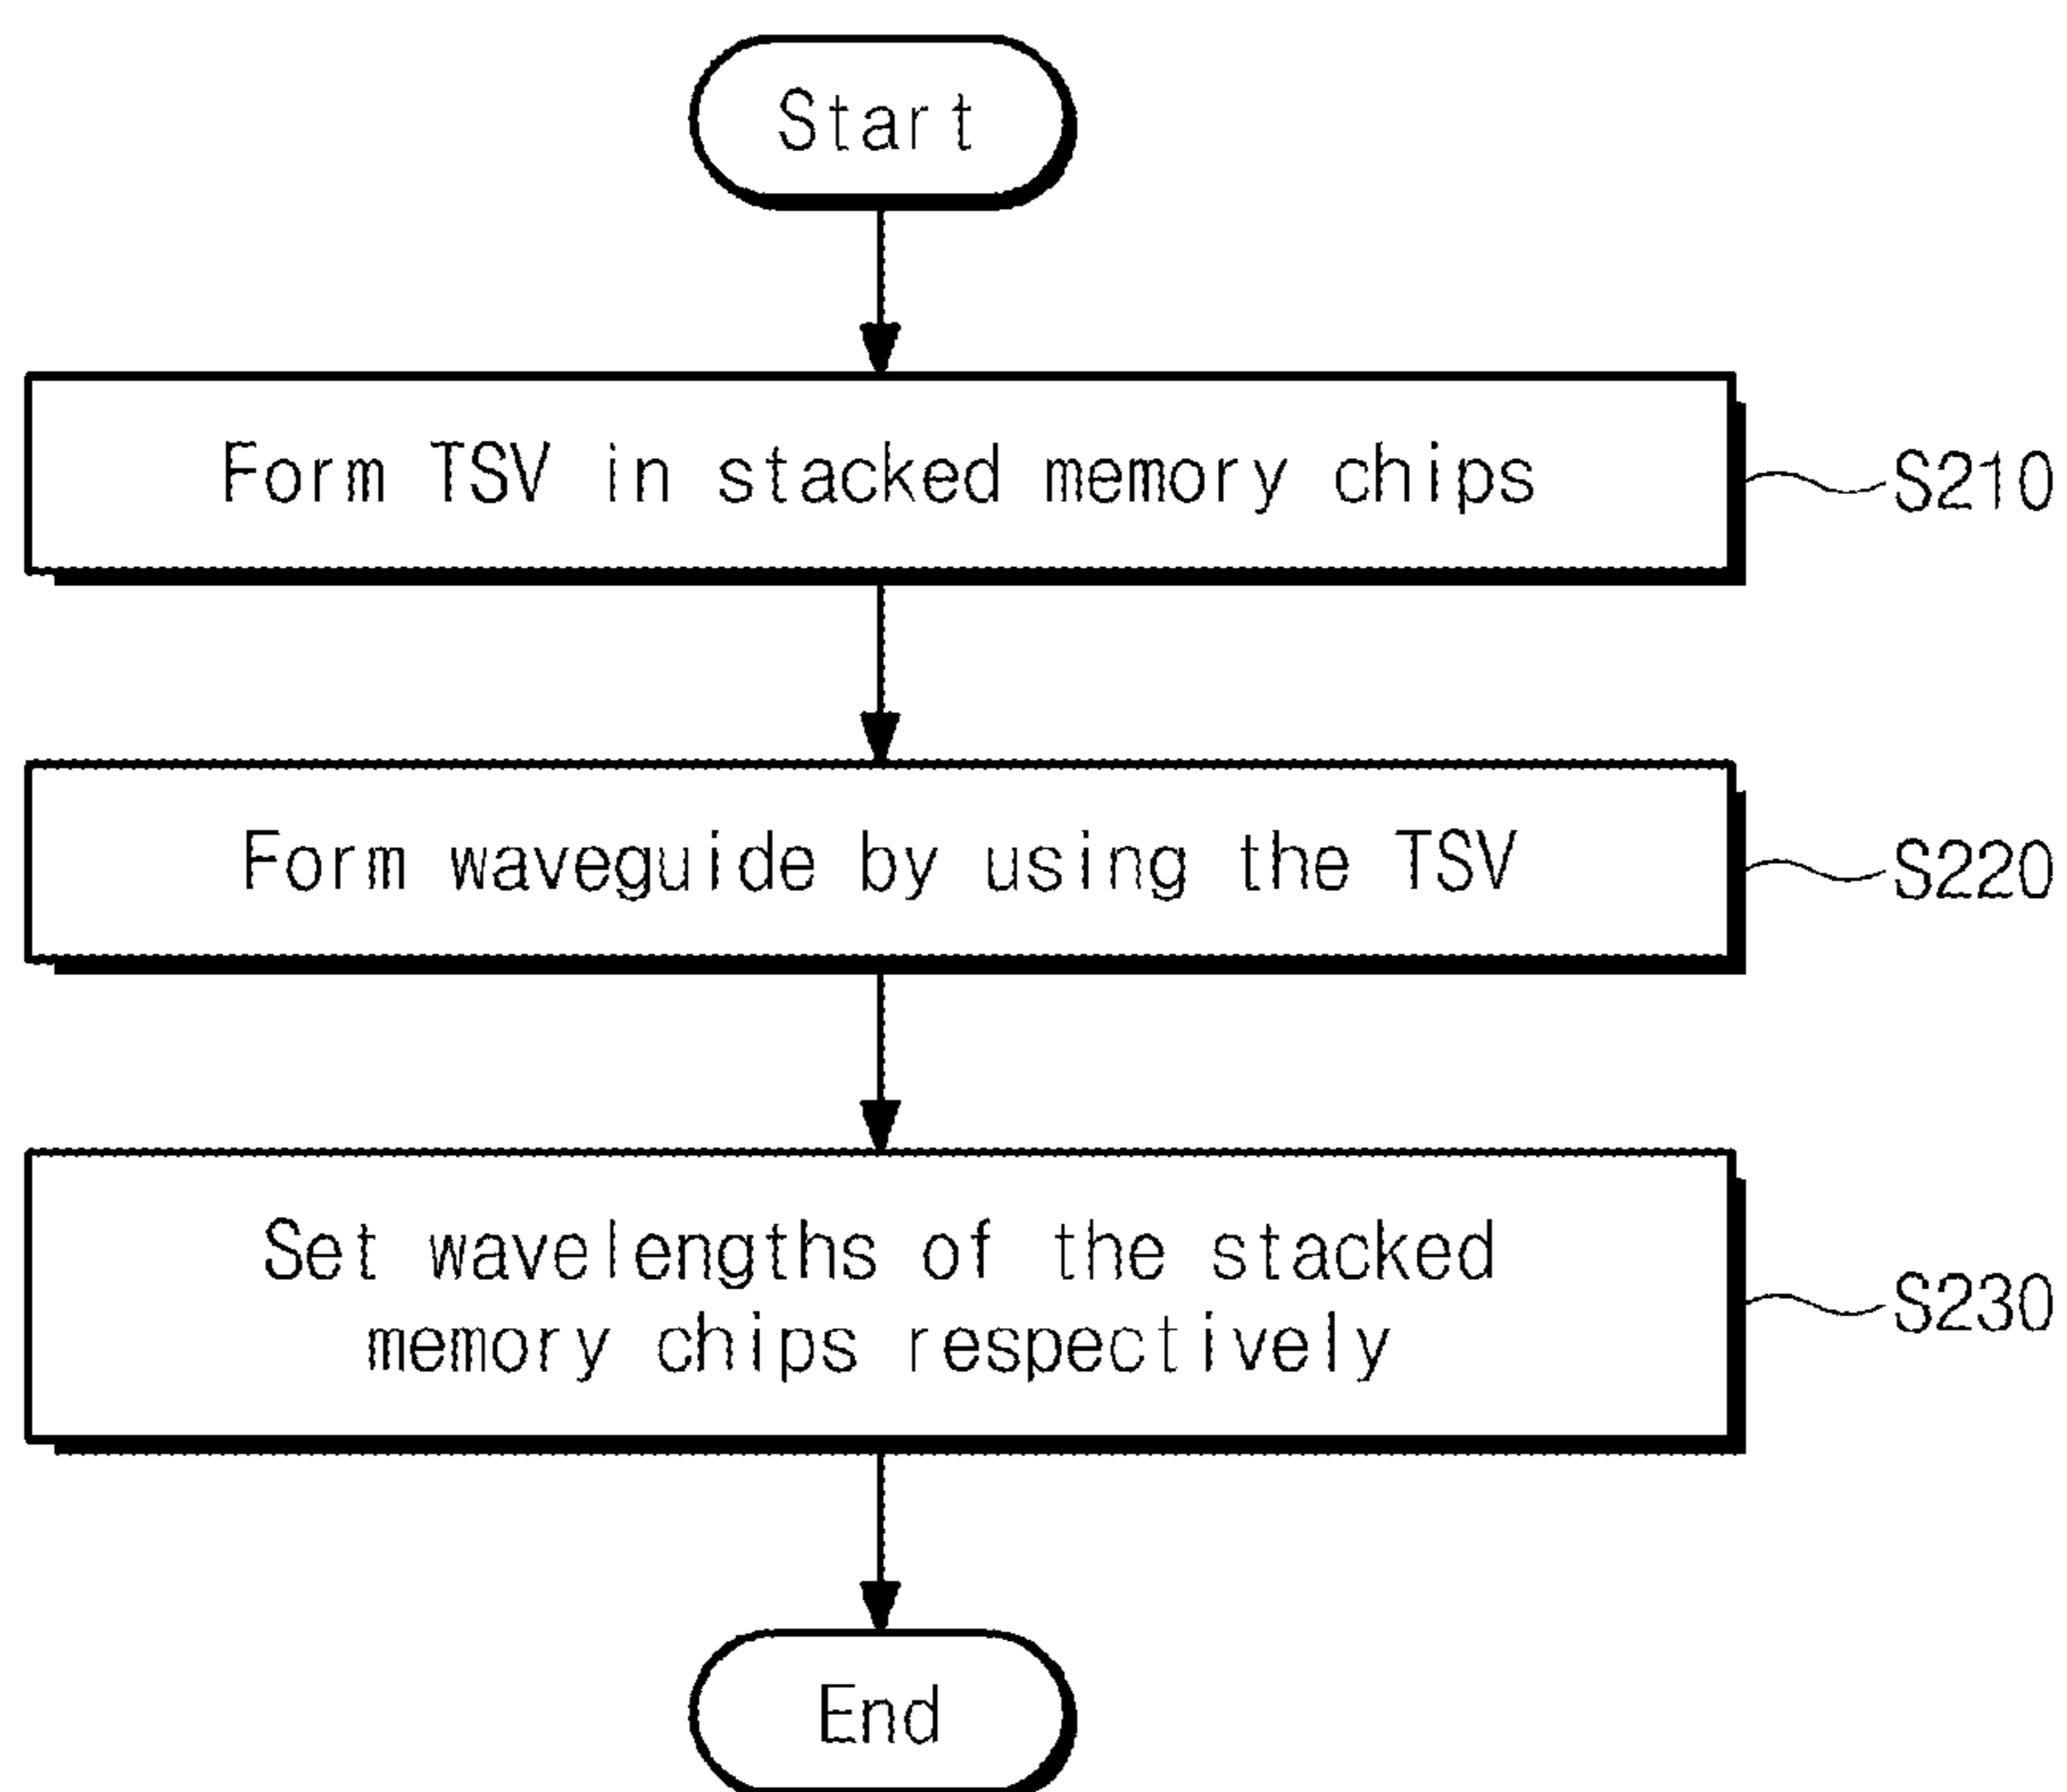 Start
Form TSV in stacked memory chips
S210
Form waveguide by using the TSV
S220
Set wavelengths of the stacked
memory chips respectively
S230
End